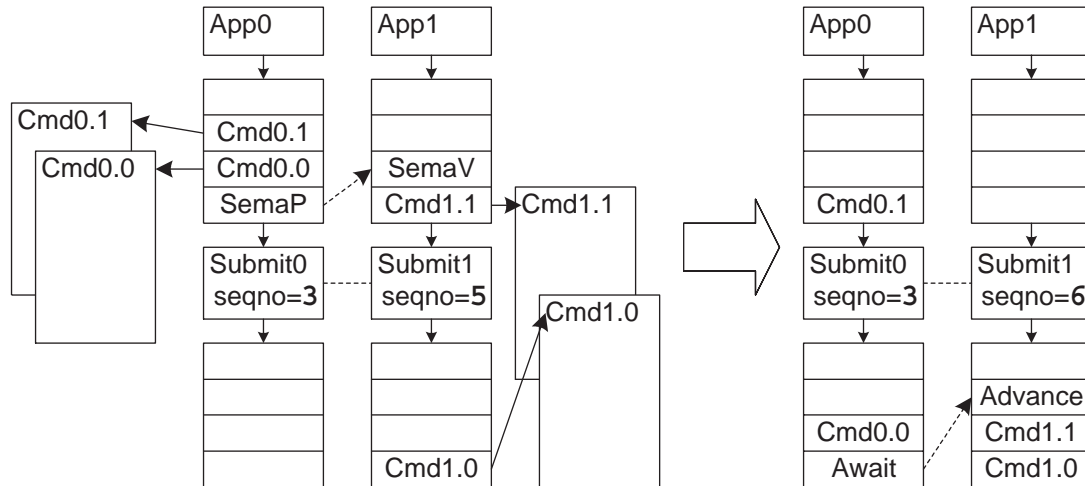 App0
App1
Cmd0.1
Cmd0.0
Cmd0.1
Cmd0.0
SemaP
SemaV
Cmd1.1
Cmd1.1
Submit0
seqno=3
Submit1
seqno=5
Cmd1.0
Cmd1.0
App0
App1
Cmd0.1
Submit0
seqno=3
Submit1
seqno=6
Cmd0.0
Await
Advance
Cmd1.1
Cmd1.0